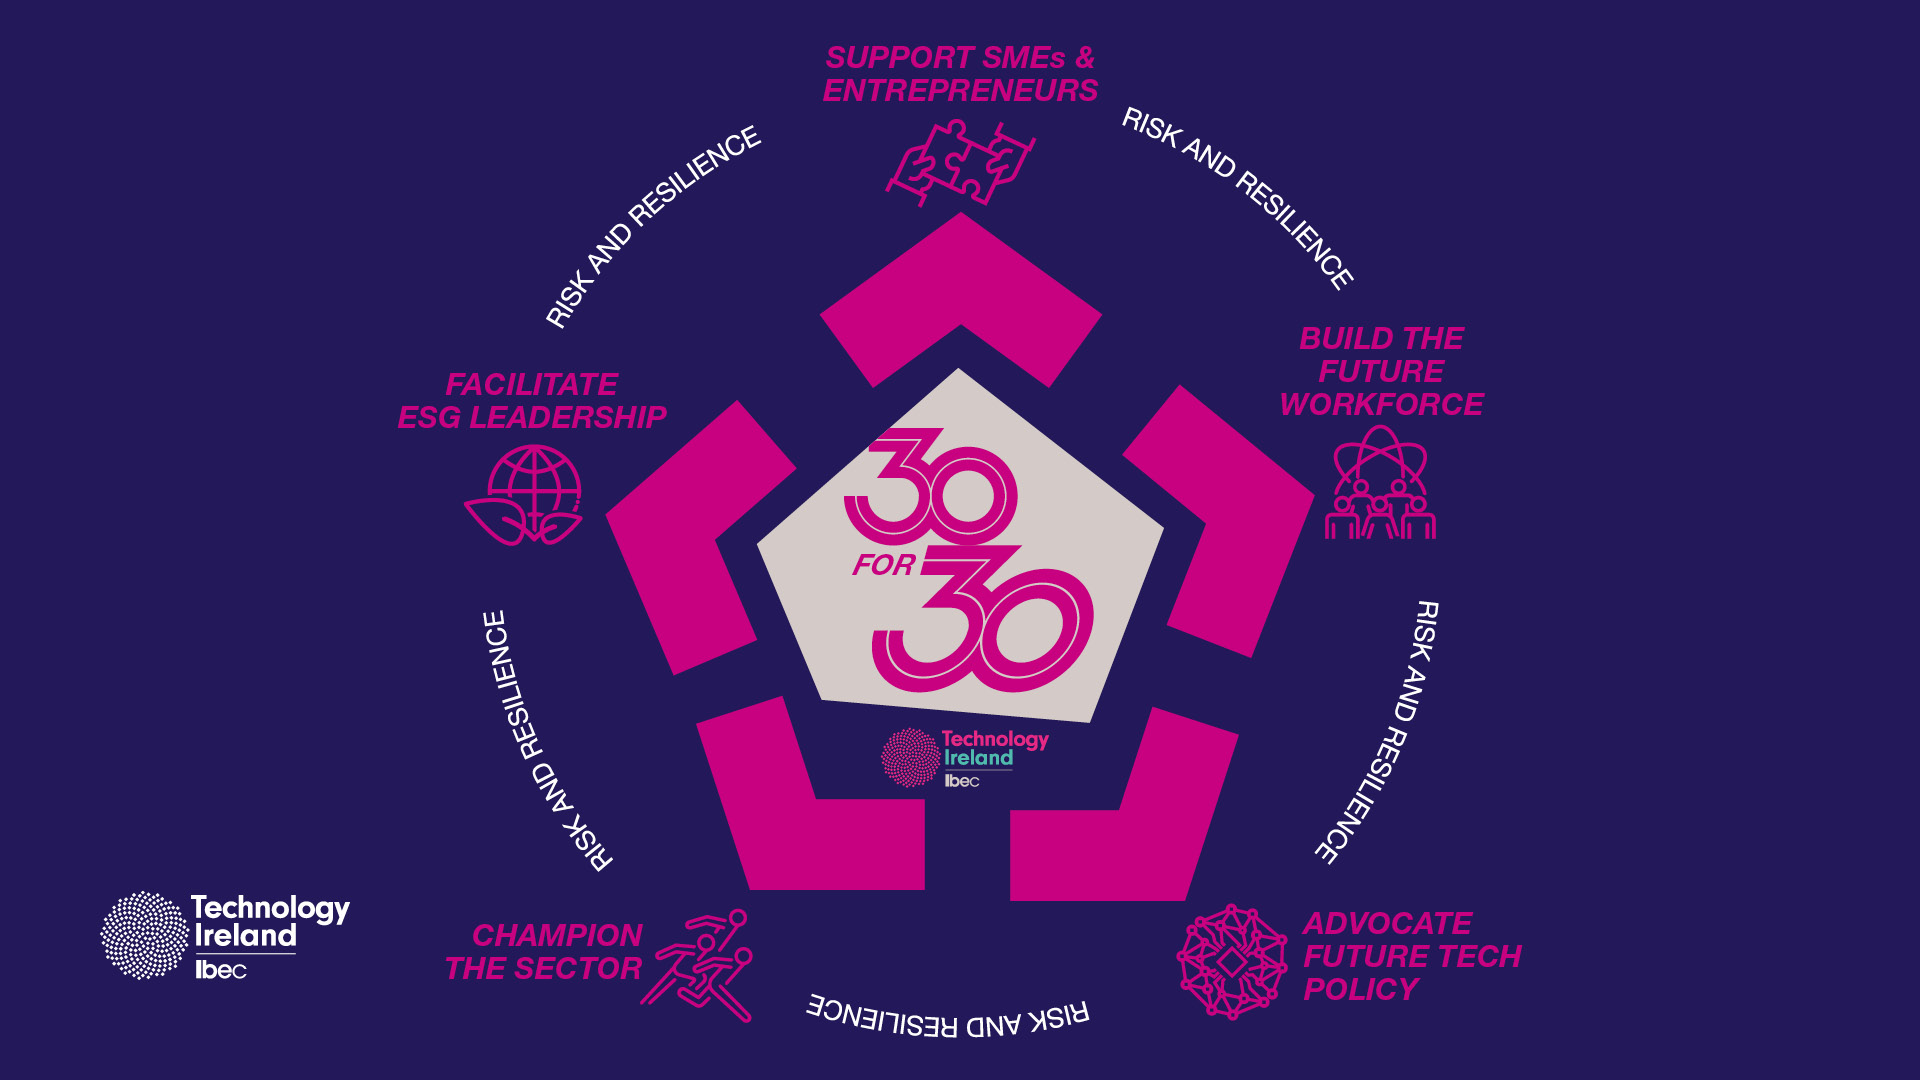 SUPPORT SMEs &
ENTREPRENEURS
RISK AND RESILIENCE
RISK AND RESILIENCE
BUILD THE
FUTURE
WORKFORCE
FACILITATE
ESG LEADERSHIP
30
FOR 30
RISK AND RESILIENCE
RISK AND RESILIENCE
Technology
Ireland
Ibec
Technology
Ireland
Ibec
CHAMPION
THE SECTOR
ADVOCATE
FUTURE TECH
POLICY
RISK AND RESILIENCE